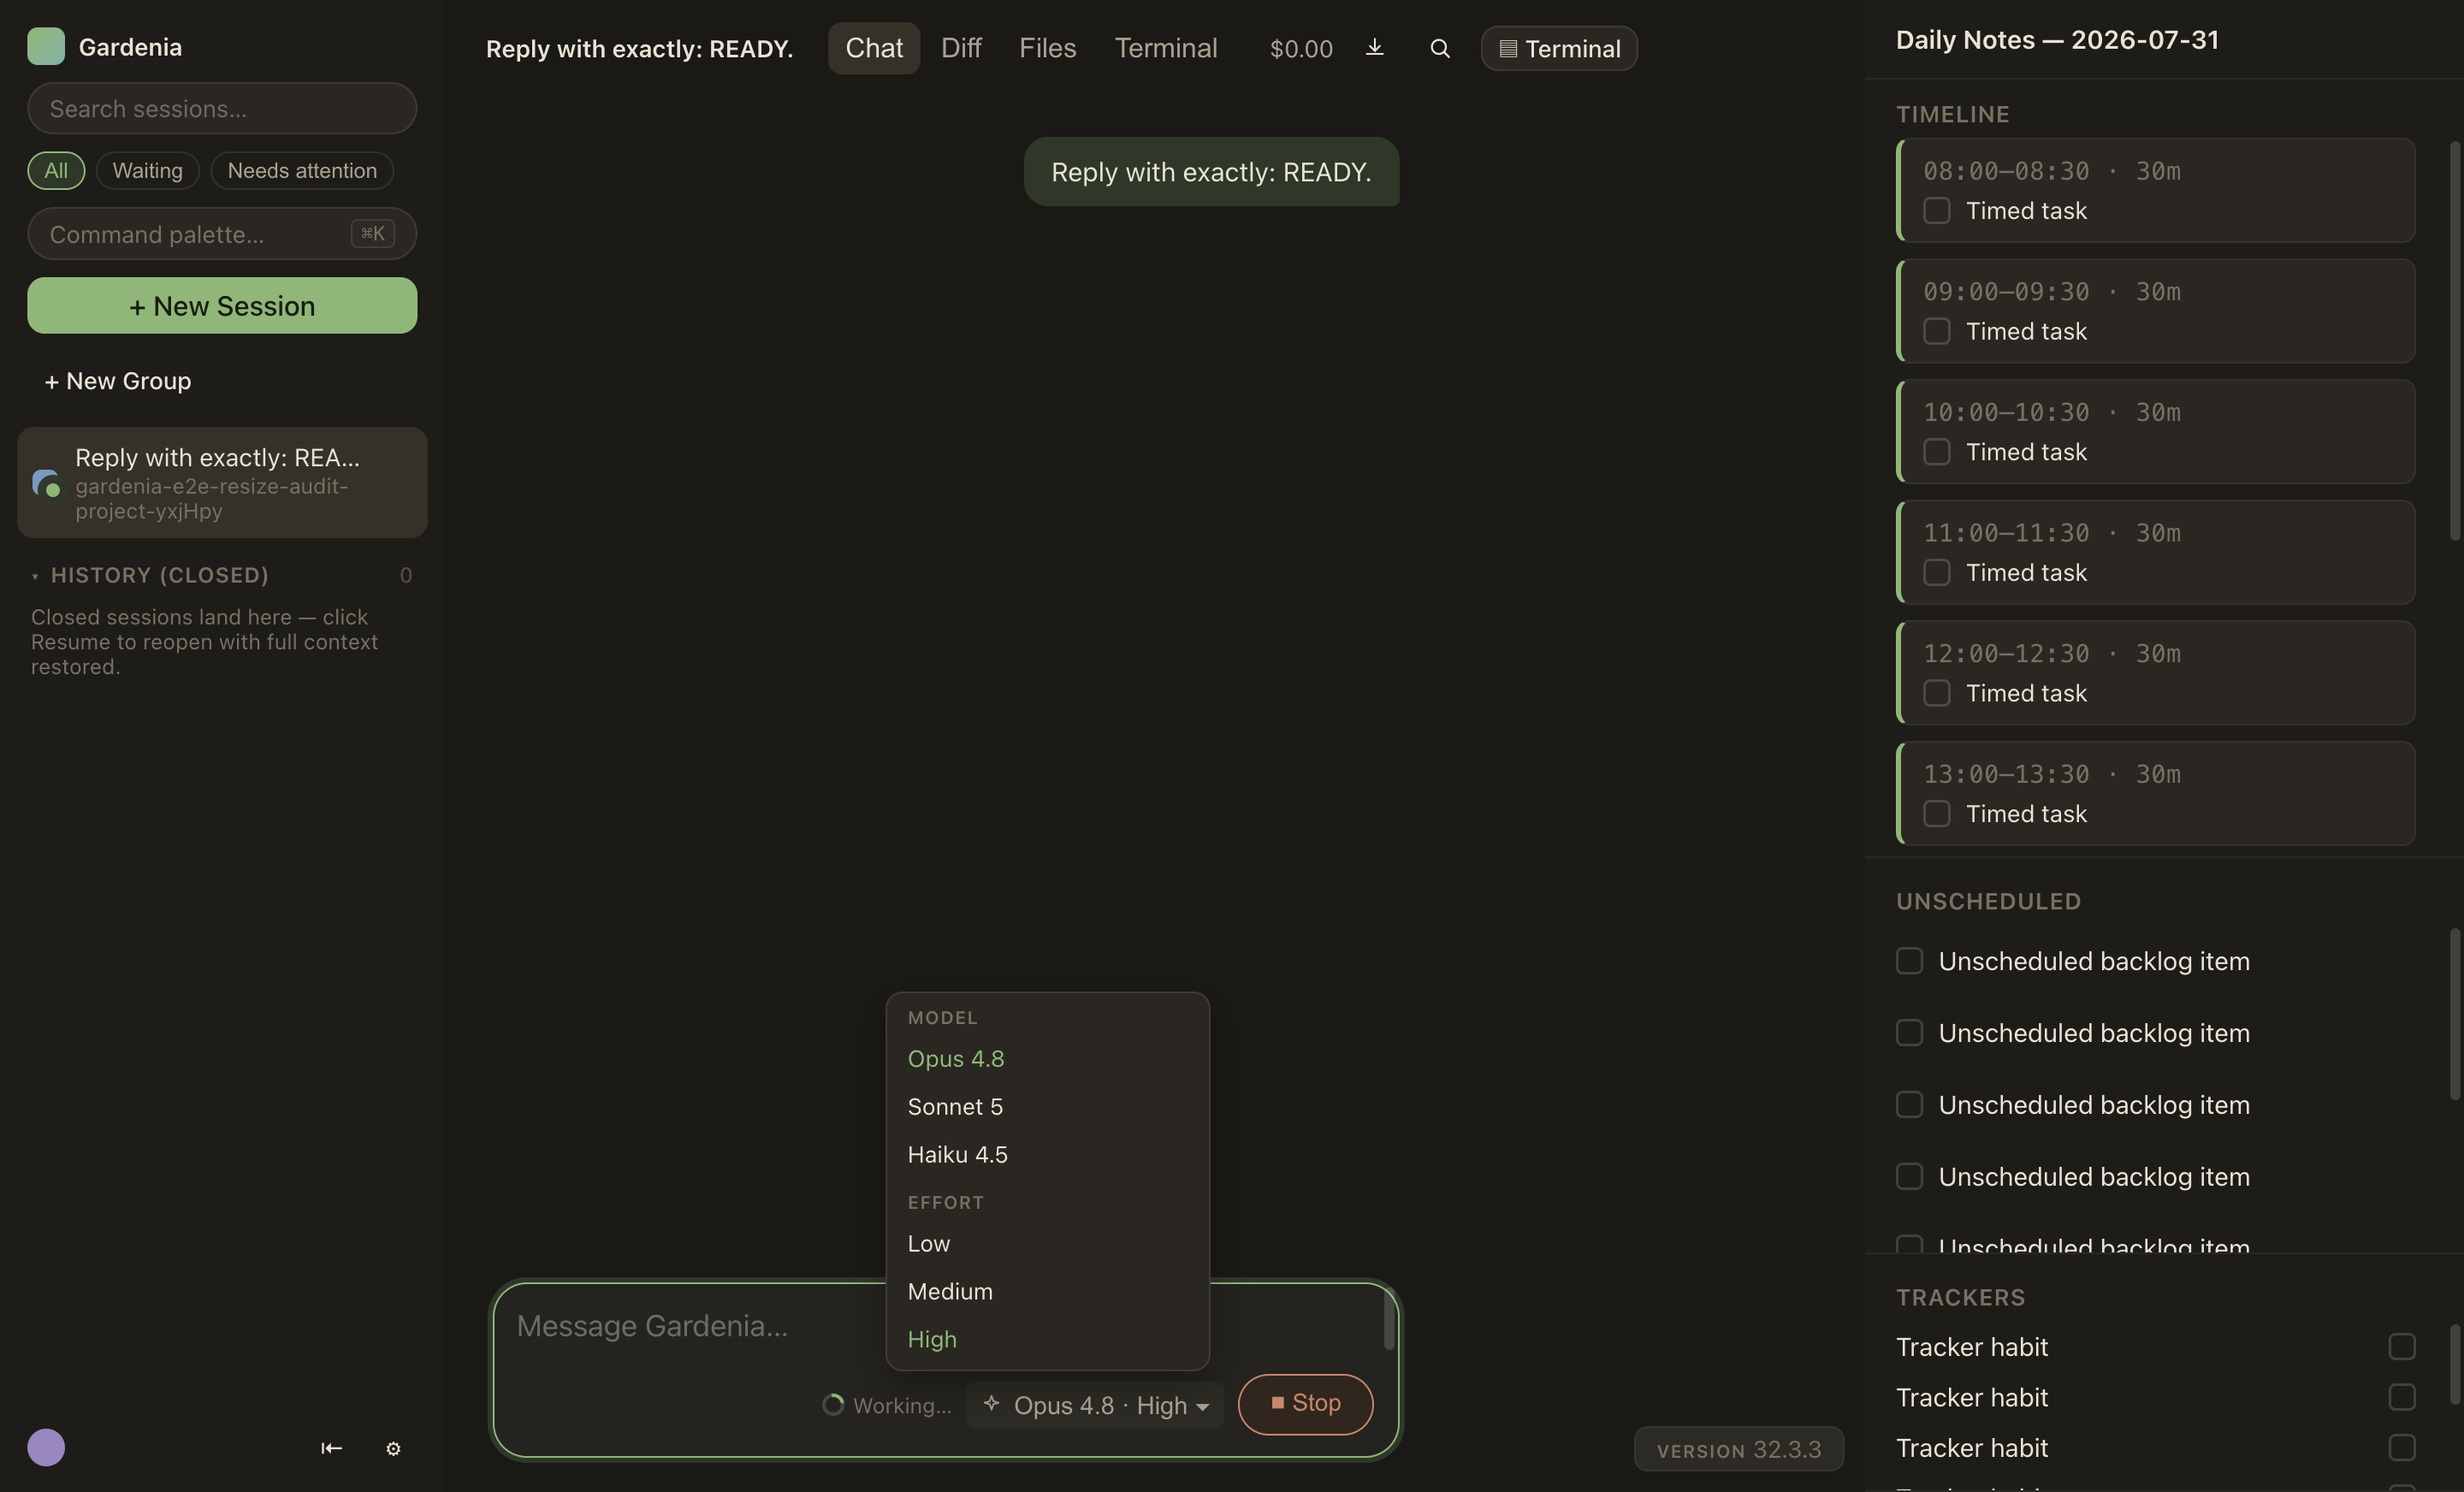 Gardenia
Search sessions...
All
Waiting
Needs attention
Command palette...
⌘K
+ New Session
+ New Group
Reply with exactly: REA...
gardenia-e2e-resize-audit-
project-yxjHpy
HISTORY (CLOSED)
0
Closed sessions land here — click
Resume to reopen with full context
restored.
Reply with exactly: READY.
Chat
Diff
Files
Terminal
$0.00
Terminal
Reply with exactly: READY.
MODEL
Opus 4.8
Sonnet 5
Haiku 4.5
EFFORT
Low
Medium
High
Message Gardenia...
Working...
Opus 4.8 · High
Stop
VERSION 32.3.3
Daily Notes — 2026-07-31
TIMELINE
08:00–08:30 · 30m
Timed task
09:00–09:30 · 30m
Timed task
10:00–10:30 · 30m
Timed task
11:00–11:30 · 30m
Timed task
12:00–12:30 · 30m
Timed task
13:00–13:30 · 30m
Timed task
UNSCHEDULED
Unscheduled backlog item
Unscheduled backlog item
Unscheduled backlog item
Unscheduled backlog item
Unscheduled backlog item
TRACKERS
Tracker habit
Tracker habit
Tracker habit